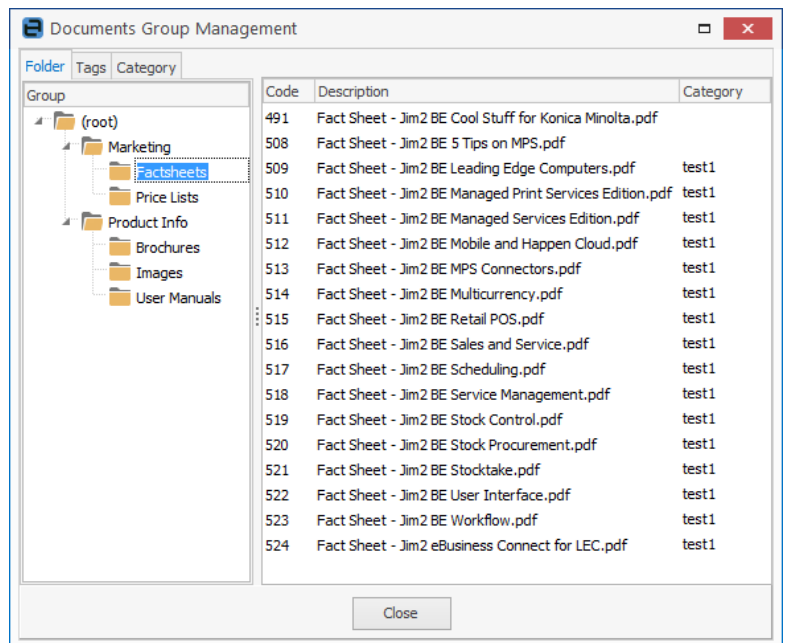 Documents Group Management
Folder Tags Category
Group
(root)
Marketing
Factsheets
Price Lists
Product Info
Brochures
Images
User Manuals
Code Description Category
491 Fact Sheet - Jim2 BE Cool Stuff for Konica Minolta.pdf
508 Fact Sheet - Jim2 BE 5 Tips on MPS.pdf
509 Fact Sheet - Jim2 BE Leading Edge Computers.pdf test1
510 Fact Sheet - Jim2 BE Managed Print Services Edition.pdf test1
511 Fact Sheet - Jim2 BE Managed Services Edition.pdf test1
512 Fact Sheet - Jim2 BE Mobile and Happen Cloud.pdf test1
513 Fact Sheet - Jim2 BE MPS Connectors.pdf test1
514 Fact Sheet - Jim2 BE Multicurrency.pdf test1
515 Fact Sheet - Jim2 BE Retail POS.pdf test1
516 Fact Sheet - Jim2 BE Sales and Service.pdf test1
517 Fact Sheet - Jim2 BE Scheduling.pdf test1
518 Fact Sheet - Jim2 BE Service Management.pdf test1
519 Fact Sheet - Jim2 BE Stock Control.pdf test1
520 Fact Sheet - Jim2 BE Stock Procurement.pdf test1
521 Fact Sheet - Jim2 BE Stocktake.pdf test1
522 Fact Sheet - Jim2 BE User Interface.pdf test1
523 Fact Sheet - Jim2 BE Workflow.pdf test1
524 Fact Sheet - Jim2 eBusiness Connect for LEC.pdf test1
Close